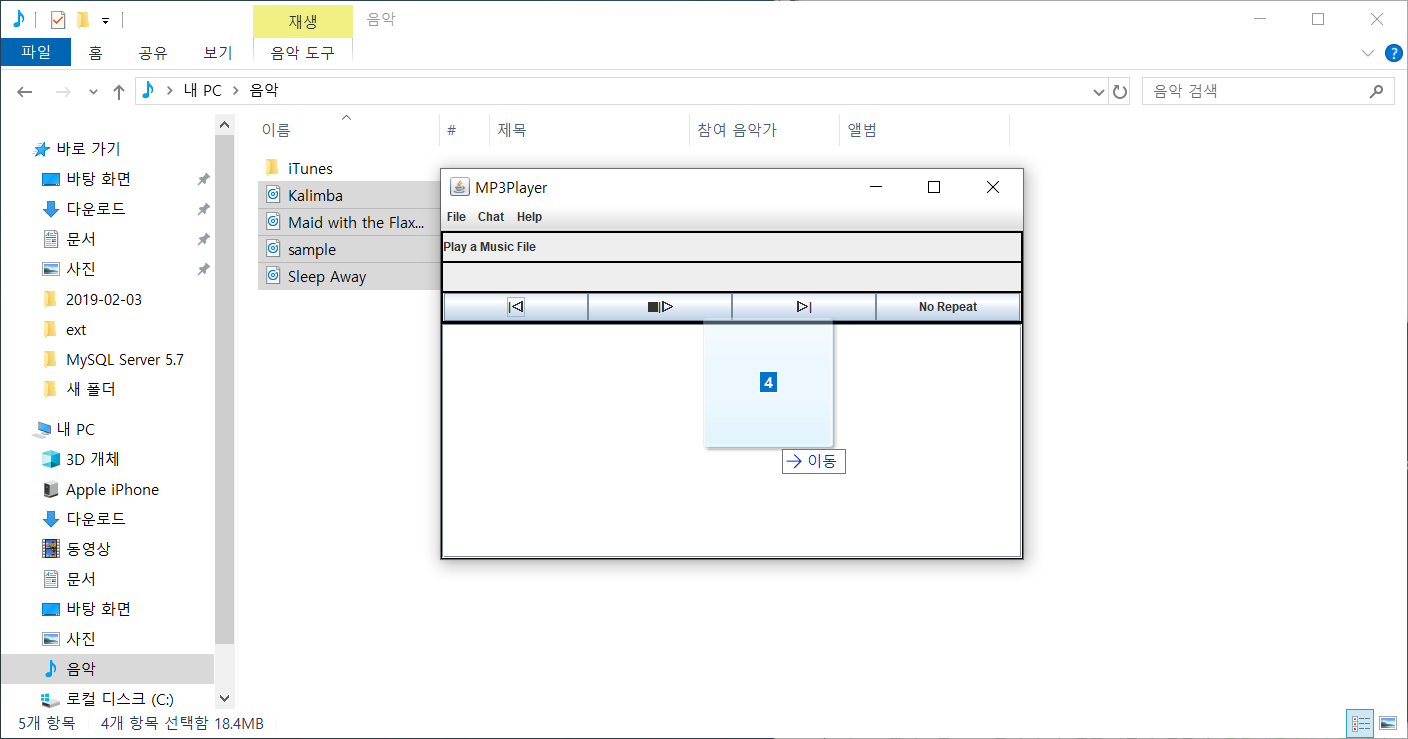 재생 음악
파일 홈 공유 보기 음악 도구
내 PC 음악 음악 검색
이름 # 제목 참여 음악가 앨범
바로 가기
바탕 화면
다운로드
문서
사진
2019-02-03
ext
MySQL Server 5.7
새 폴더
내 PC
3D 개체
Apple iPhone
다운로드
동영상
문서
바탕 화면
사진
음악
로컬 디스크 (C:)
iTunes
Kalimba
Maid with the Flax...
sample
Sleep Away
MP3Player
File Chat Help
Play a Music File
No Repeat
4
이동
5개 항목 4개 항목 선택함 18.4MB